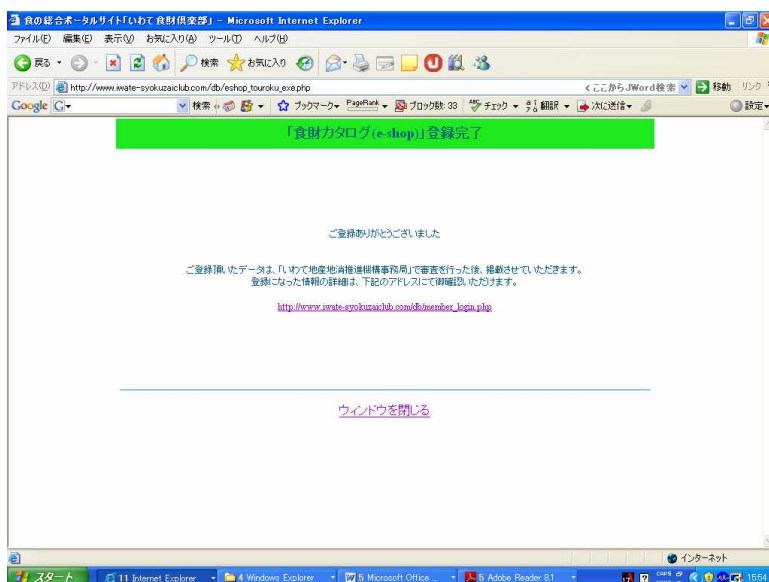 食の総合ポータルサイト「いわて食財倶楽部」 - Microsoft Internet Explorer
ファイル(F) 編集(E) 表示(V) お気に入り(A) ツール(T) ヘルプ(H)
戻る 検索 お気に入り
アドレス(D) http://www.iwate-syokuzaiclub.com/db/eshop_touroku_exe.php <ここからJWord検索 移動 リンク
Google G 検索 ブックマーク PageRank ブロック数: 33 チェック 翻訳 次に送信 設定
「食財カタログ(e-shop)」登録完了
ご登録ありがとうございました
ご登録頂いたデータは、「いわて地産地消推進機構事務局」で審査を行った後、掲載させていただきます。
登録になった情報の詳細は、下記のアドレスにて御確認いただけます。
http://www.iwate-syokuzaiclub.com/db/member_login.php
ウィンドウを閉じる
インターネット
スタート 11 Internet Explorer 4 Windows Explorer 5 Microsoft Office ... 5 Adobe Reader 8.1 CAPS